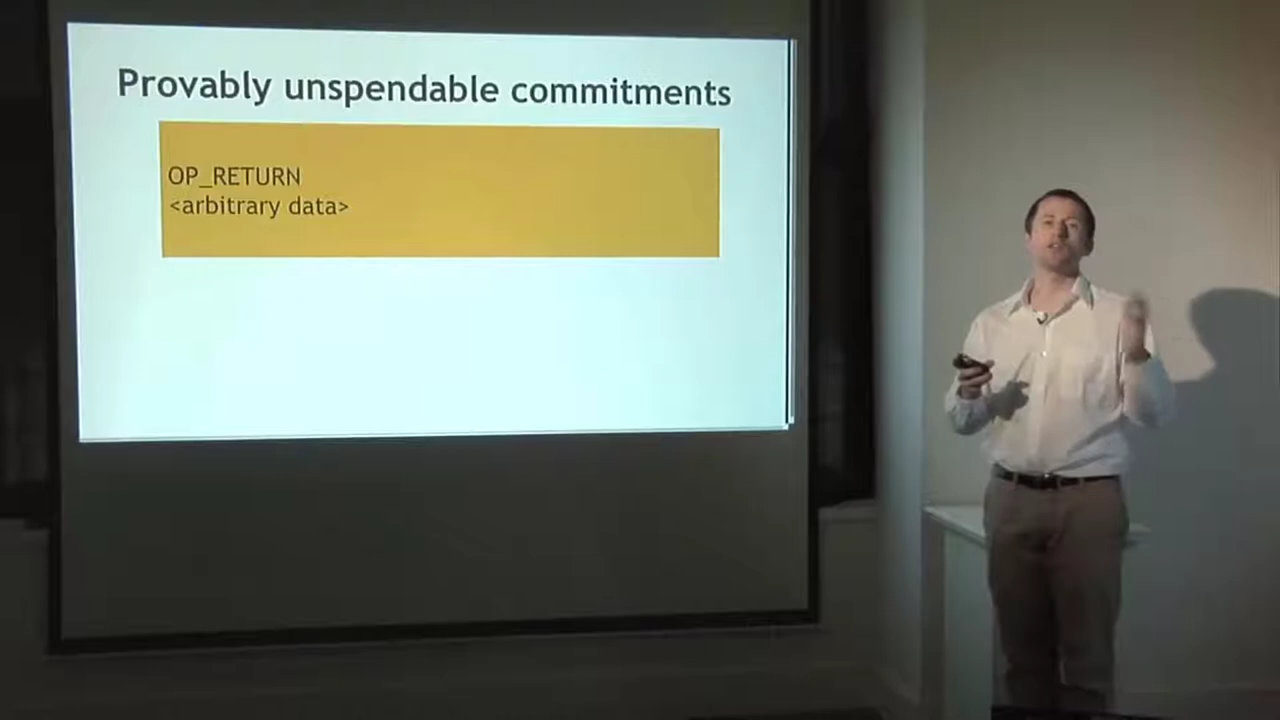 Provably unspendable commitments
OP_RETURN
<arbitrary data>